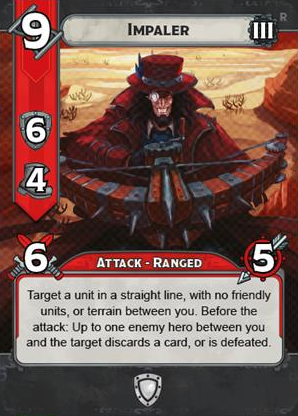 9
IMPALER
III
R
6
4
6
ATTACK - RANGED
5
Target a unit in a straight line, with no friendly
units, or terrain between you. Before the
attack: Up to one enemy hero between you
and the target discards a card, or is defeated.